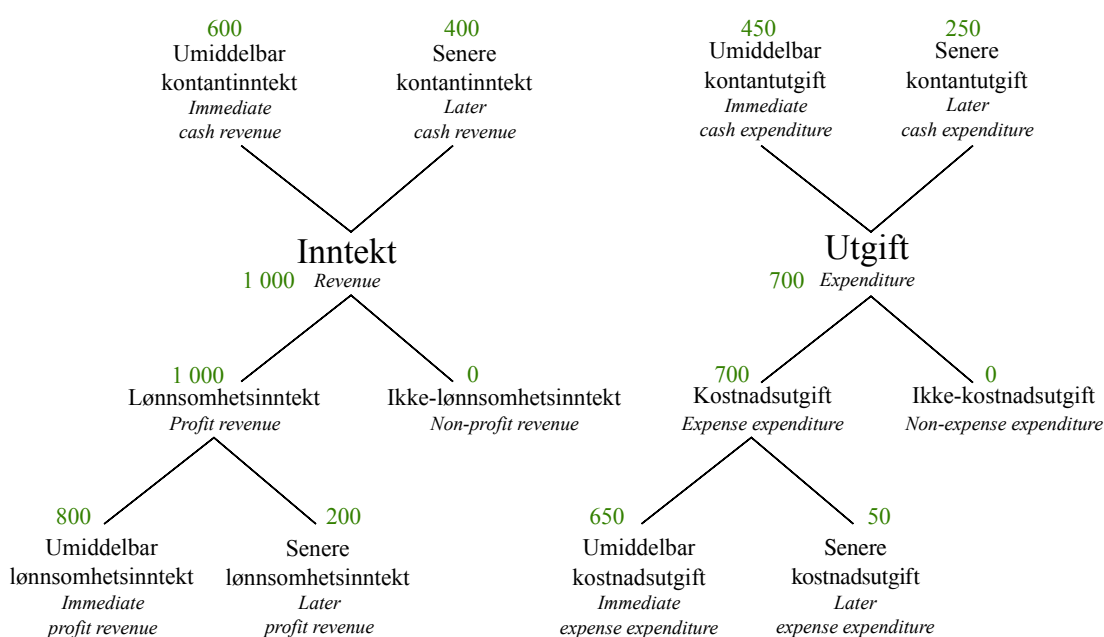 600
Umiddelbar
kontantinntekt
Immediate
cash revenue
400
Senere
kontantinntekt
Later
cash revenue
450
Umiddelbar
kontantutgift
Immediate
cash expenditure
250
Senere
kontantutgift
Later
cash expenditure
Inntekt
1 000 Revenue
Utgift
700 Expenditure
1 000
Lønnsomhetsinntekt
Profit revenue
0
Ikke-lønnsomhetsinntekt
Non-profit revenue
700
Kostnadsutgift
Expense expenditure
0
Ikke-kostnadsutgift
Non-expense expenditure
800
Umiddelbar
lønnsomhetsinntekt
Immediate
profit revenue
200
Senere
lønnsomhetsinntekt
Later
profit revenue
650
Umiddelbar
kostnadsutgift
Immediate
expense expenditure
50
Senere
kostnadsutgift
Later
expense expenditure